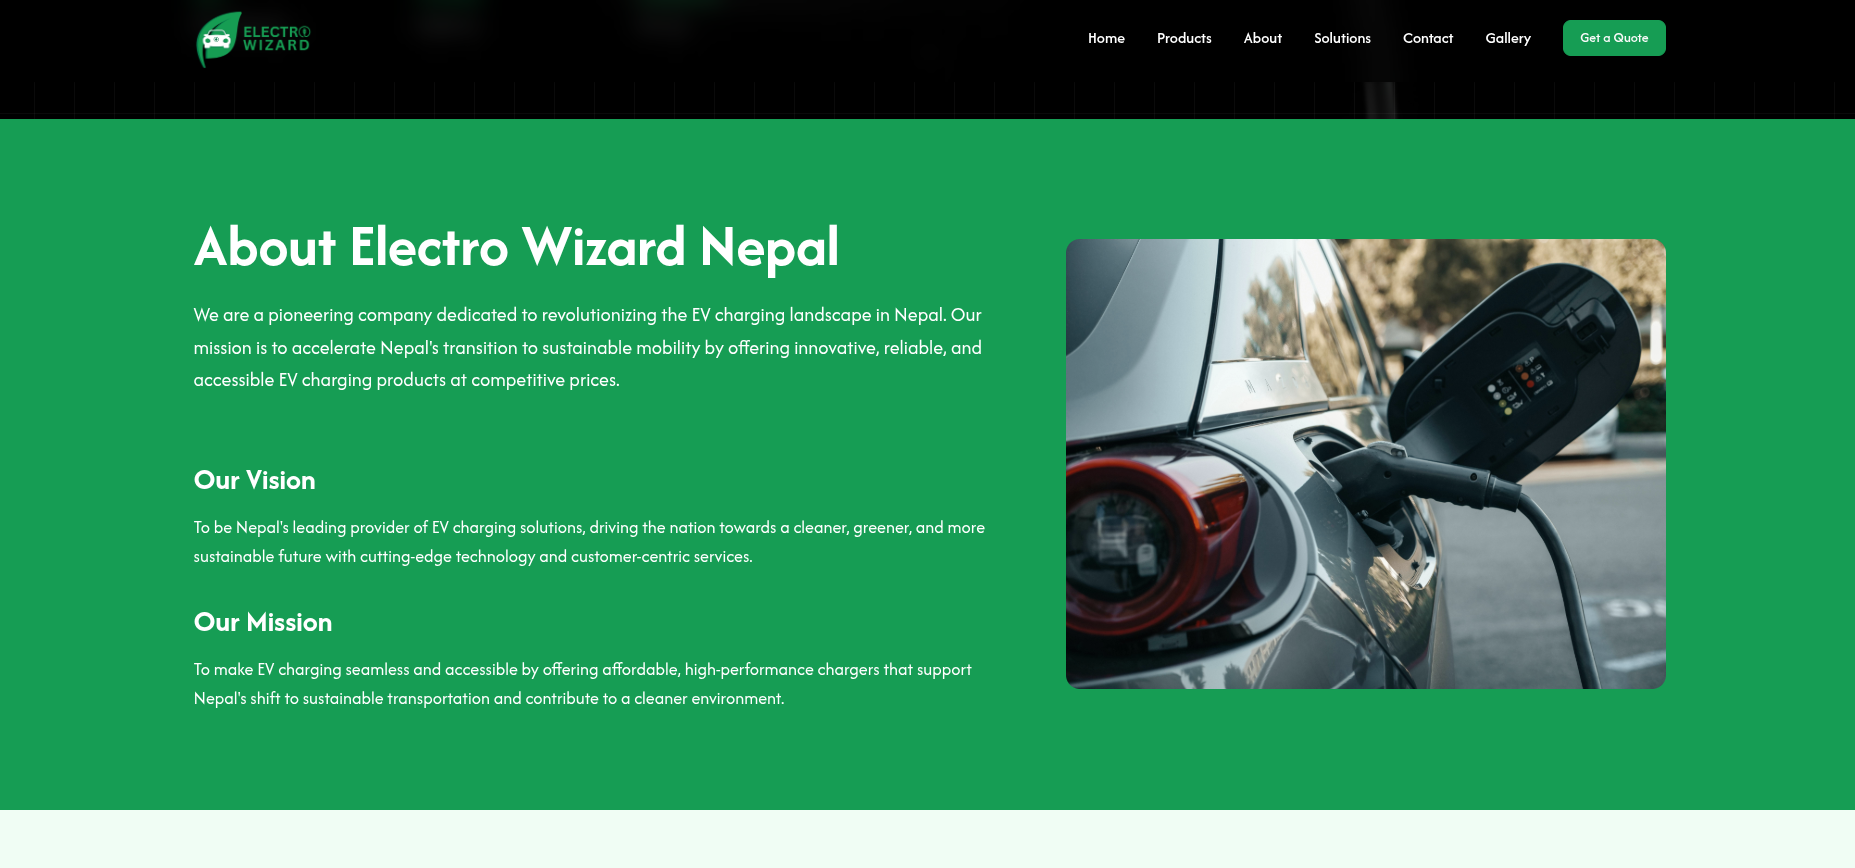 ELECTRO
WIZARD
Home Products About Solutions Contact Gallery Get a Quote
About Electro Wizard Nepal
We are a pioneering company dedicated to revolutionizing the EV charging landscape in Nepal. Our
mission is to accelerate Nepal's transition to sustainable mobility by offering innovative, reliable, and
accessible EV charging products at competitive prices.
Our Vision
To be Nepal's leading provider of EV charging solutions, driving the nation towards a cleaner, greener, and more
sustainable future with cutting-edge technology and customer-centric services.
Our Mission
To make EV charging seamless and accessible by offering affordable, high-performance chargers that support
Nepal's shift to sustainable transportation and contribute to a cleaner environment.